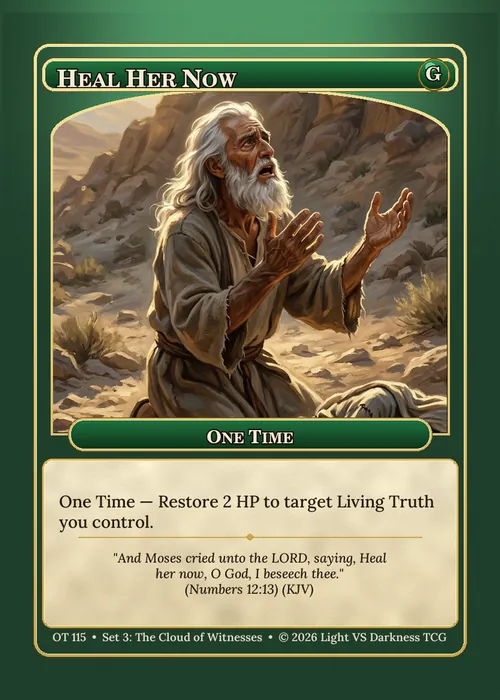 Heal Her Now
G
One Time
One Time — Restore 2 HP to target Living Truth
you control.
"And Moses cried unto the LORD, saying, Heal
her now, O God, I beseech thee."
(Numbers 12:13) (KJV)
OT 115 • Set 3: The Cloud of Witnesses • © 2026 Light VS Darkness TCG